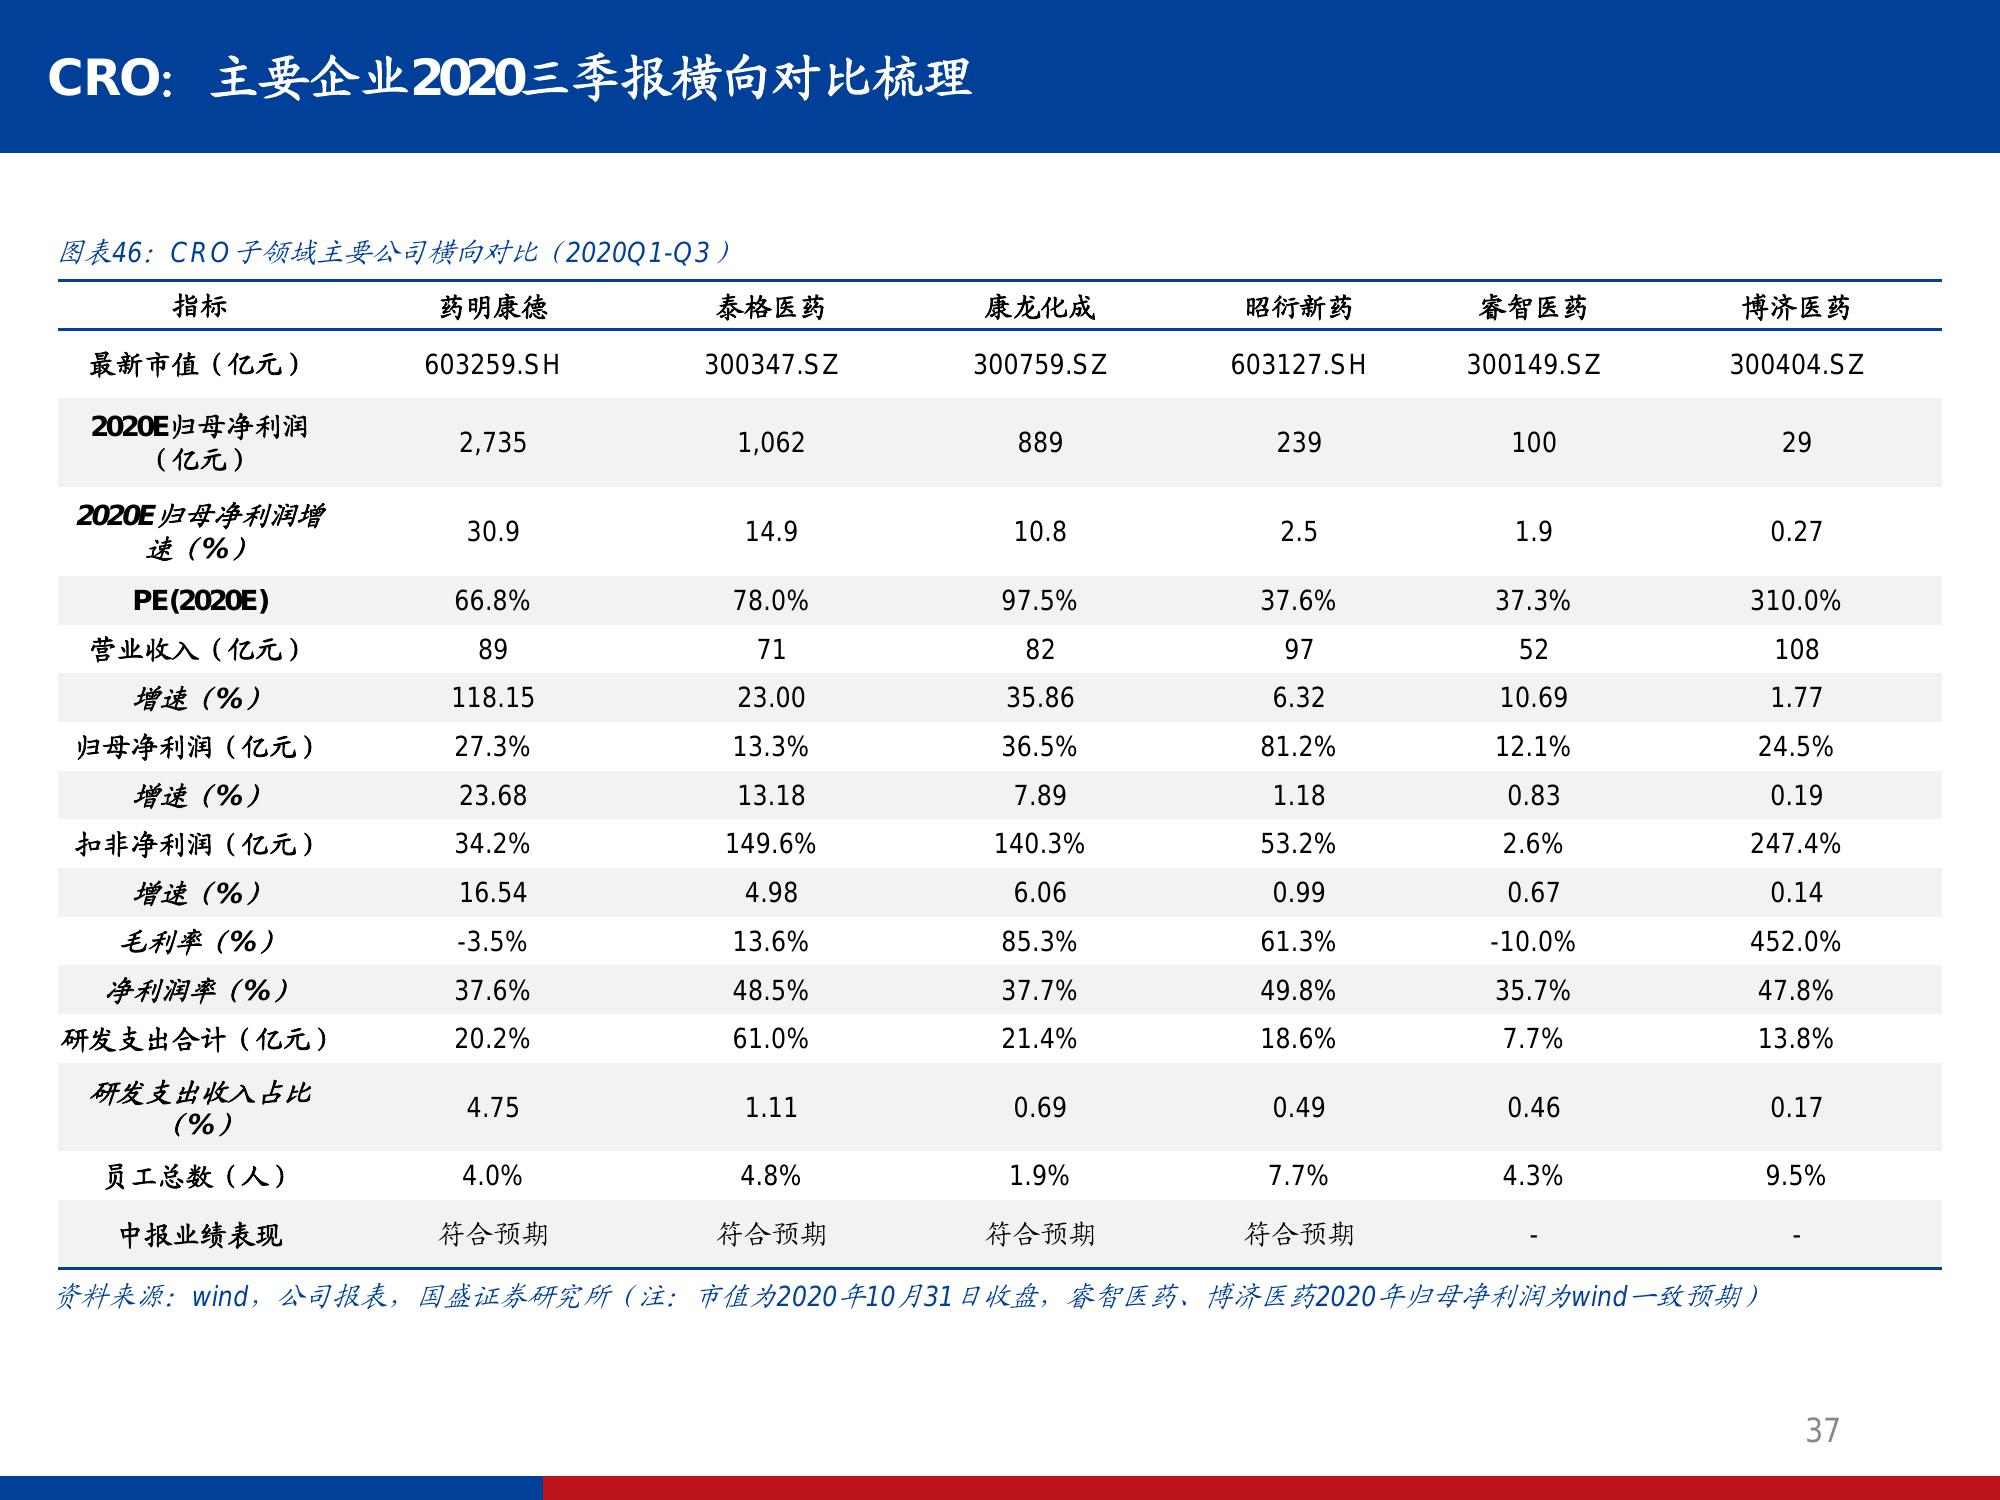 CRO：主要企业2020三季报横向对比梳理
图表46：CRO子领域主要公司横向对比（2020Q1-Q3）
指标 药明康德 泰格医药 康龙化成 昭衍新药 睿智医药 博济医药
最新市值（亿元） 603259.SH 300347.SZ 300759.SZ 603127.SH 300149.SZ 300404.SZ
2020E归母净利润
（亿元） 2,735 1,062 889 239 100 29
2020E归母净利润增
速（%） 30.9 14.9 10.8 2.5 1.9 0.27
PE(2020E) 66.8% 78.0% 97.5% 37.6% 37.3% 310.0%
营业收入（亿元） 89 71 82 97 52 108
增速（%） 118.15 23.00 35.86 6.32 10.69 1.77
归母净利润（亿元） 27.3% 13.3% 36.5% 81.2% 12.1% 24.5%
增速（%） 23.68 13.18 7.89 1.18 0.83 0.19
扣非净利润（亿元） 34.2% 149.6% 140.3% 53.2% 2.6% 247.4%
增速（%） 16.54 4.98 6.06 0.99 0.67 0.14
毛利率（%） -3.5% 13.6% 85.3% 61.3% -10.0% 452.0%
净利润率（%） 37.6% 48.5% 37.7% 49.8% 35.7% 47.8%
研发支出合计（亿元） 20.2% 61.0% 21.4% 18.6% 7.7% 13.8%
研发支出收入占比
（%） 4.75 1.11 0.69 0.49 0.46 0.17
员工总数（人） 4.0% 4.8% 1.9% 7.7% 4.3% 9.5%
中报业绩表现 符合预期 符合预期 符合预期 符合预期 - -
资料来源：wind，公司报表，国盛证券研究所（注：市值为2020年10月31日收盘，睿智医药、博济医药2020年归母净利润为wind一致预期）
37